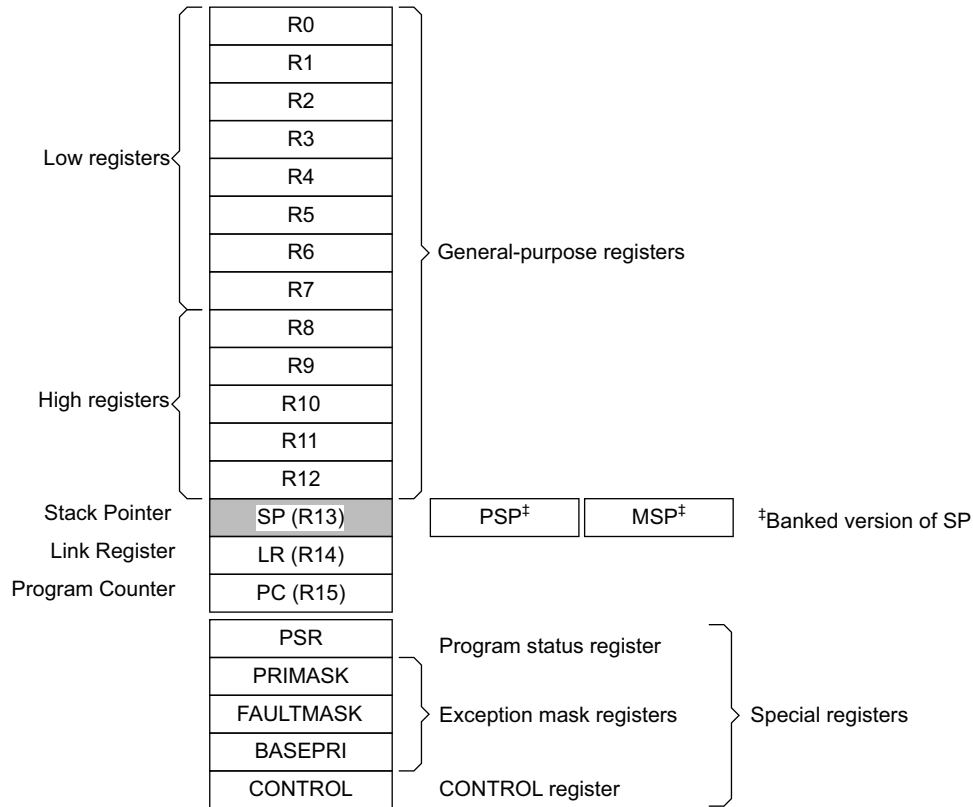 R0
R1
R2
R3
Low registers
R4
R5
R6
General-purpose registers
R7
R8
R9
High registers
R10
R11
R12
Stack Pointer SP (R13) PSP‡ MSP‡ ‡Banked version of SP
Link Register LR (R14)
Program Counter PC (R15)
PSR Program status register
PRIMASK
FAULTMASK Exception mask registers Special registers
BASEPRI
CONTROL CONTROL register